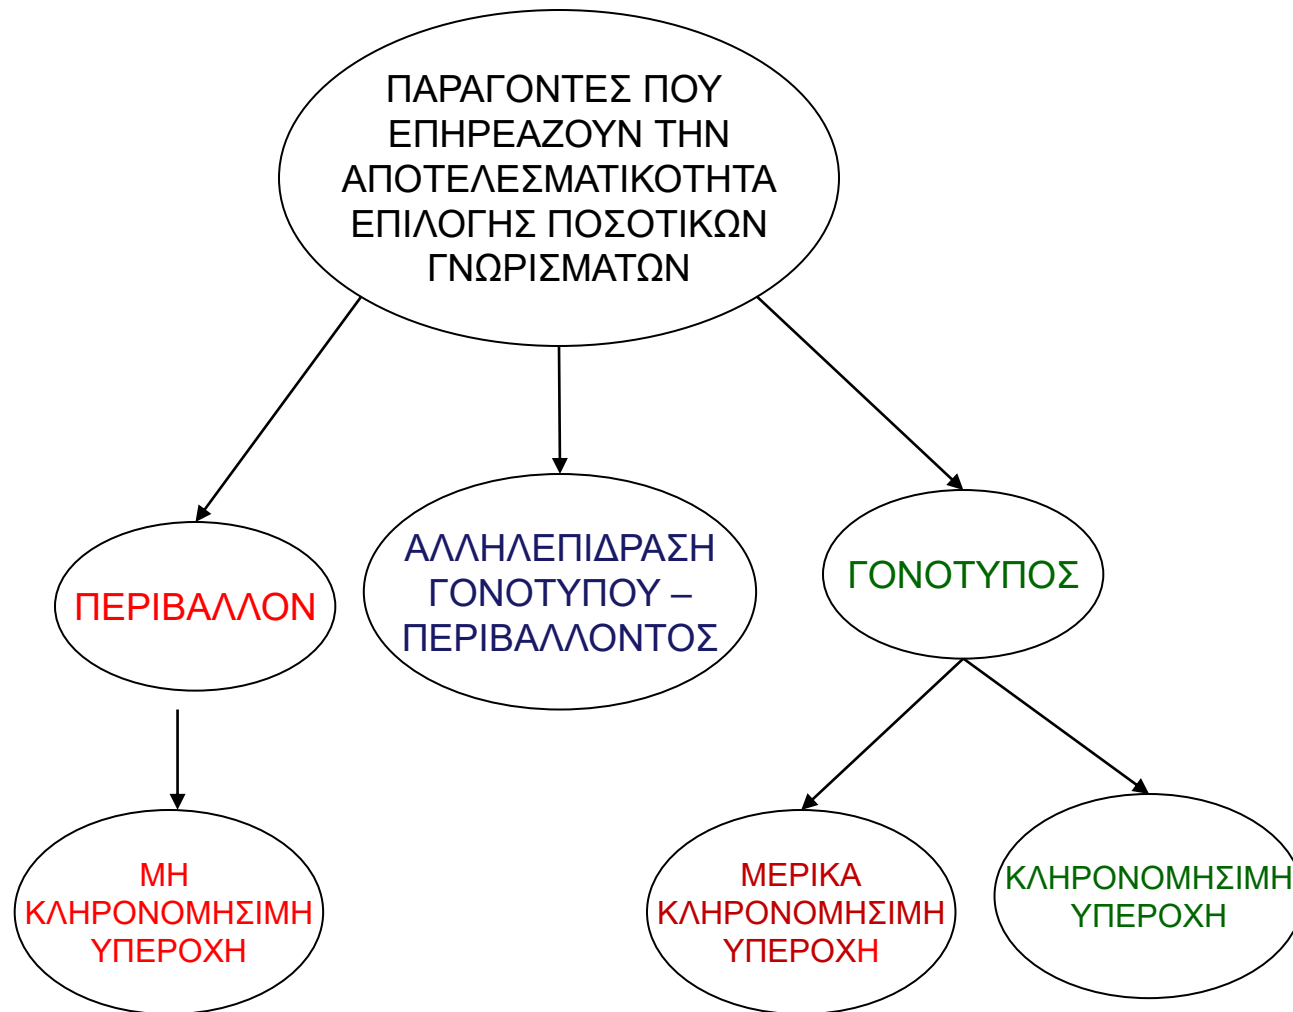 ΠΑΡΑΓΟΝΤΕΣ ΠΟΥ
ΕΠΗΡΕΑΖΟΥΝ ΤΗΝ
ΑΠΟΤΕΛΕΣΜΑΤΙΚΟΤΗΤΑ
ΕΠΙΛΟΓΗΣ ΠΟΣΟΤΙΚΩΝ
ΓΝΩΡΙΣΜΑΤΩΝ
ΠΕΡΙΒΑΛΛΟΝ
ΑΛΛΗΛΕΠΙΔΡΑΣΗ
ΓΟΝΟΤΥΠΟΥ –
ΠΕΡΙΒΑΛΛΟΝΤΟΣ
ΓΟΝΟΤΥΠΟΣ
ΜΗ
ΚΛΗΡΟΝΟΜΗΣΙΜΗ
ΥΠΕΡΟΧΗ
ΜΕΡΙΚΑ
ΚΛΗΡΟΝΟΜΗΣΙΜΗ
ΥΠΕΡΟΧΗ
ΚΛΗΡΟΝΟΜΗΣΙΜΗ
ΥΠΕΡΟΧΗ